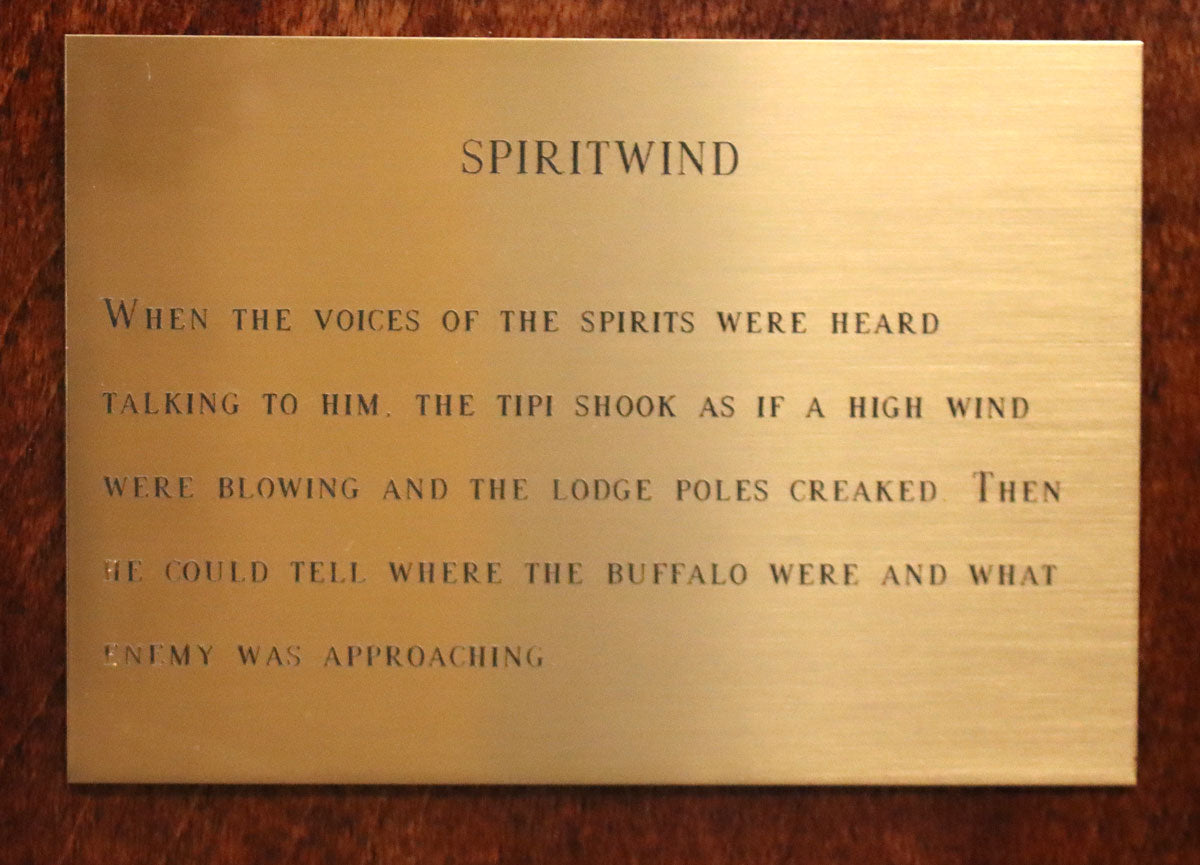 SPIRITWIND
WHEN THE VOICES OF THE SPIRITS WERE HEARD
TALKING TO HIM, THE TIPI SHOOK AS IF A HIGH WIND
WERE BLOWING AND THE LODGE POLES CREAKED. THEN
HE COULD TELL WHERE THE BUFFALO WERE AND WHAT
ENEMY WAS APPROACHING